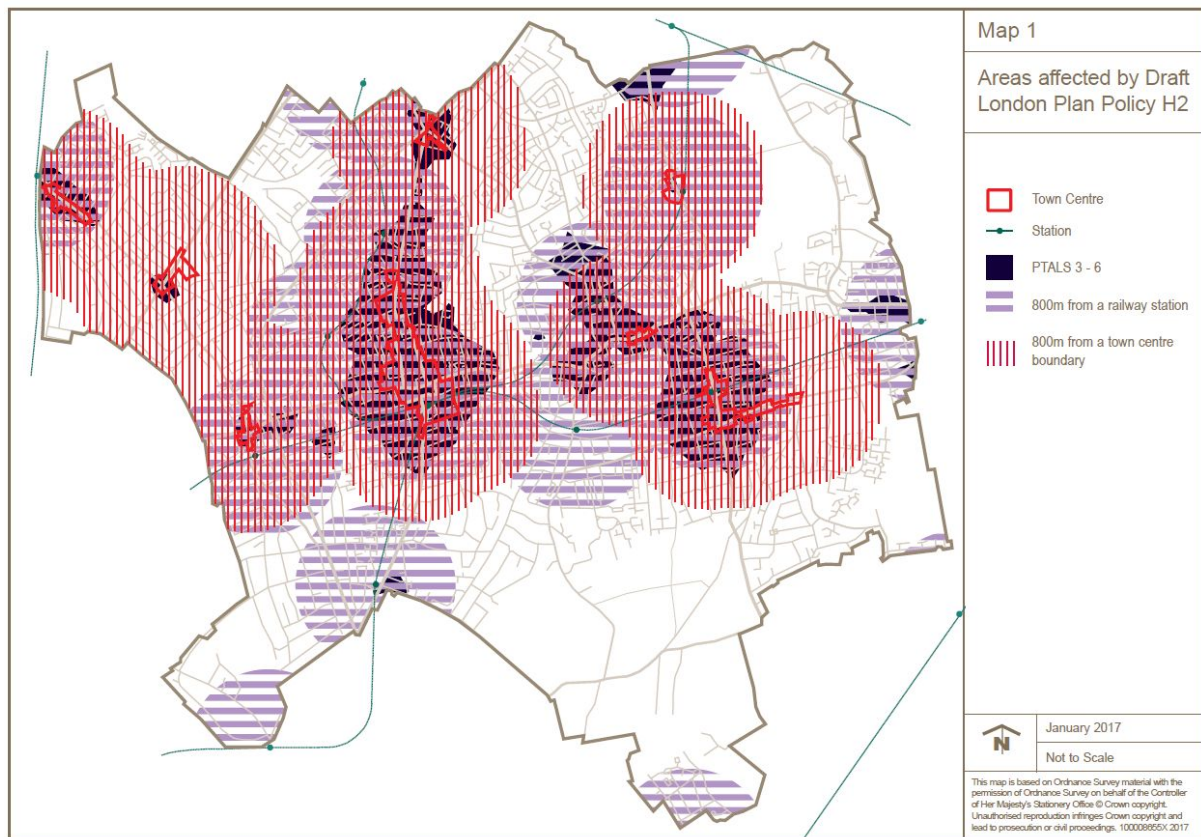 Map 1
Areas affected by Draft
London Plan Policy H2
Town Centre
Station
PTALS 3 - 6
800m from a railway station
800m from a town centre
boundary
N
January 2017
Not to Scale
This map is based on Ordnance Survey material with the
permission of Ordnance Survey on behalf of the Controller
of Her Majesty's Stationery Office © Crown copyright.
Unauthorised reproduction infringes Crown copyright and
lead to prosecution or civil proceedings. 100008655X 2017